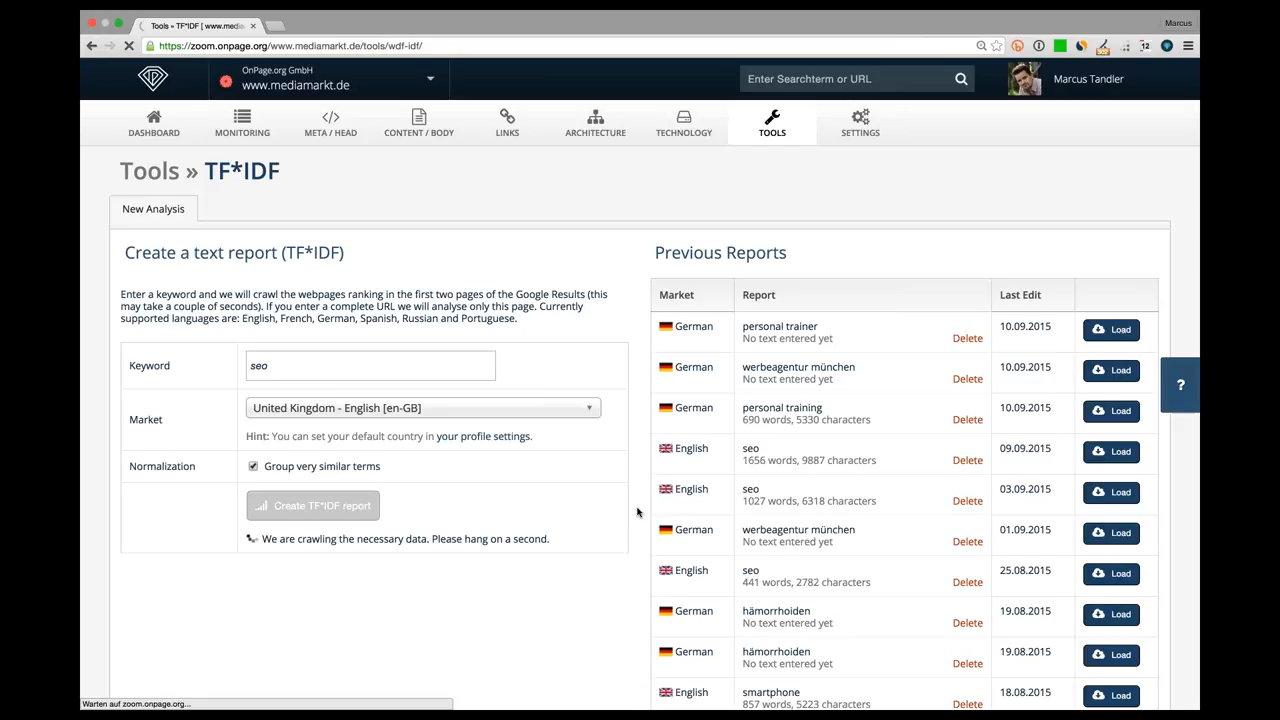 Marcus
Tools » TF*IDF [ www.media
https://zoom.onpage.org/www.mediamarkt.de/tools/wdf-idf/
12
OnPage.org GmbH
www.mediamarkt.de
Enter Searchterm or URL
Marcus Tandler
DASHBOARD
MONITORING
META / HEAD
CONTENT / BODY
LINKS
ARCHITECTURE
TECHNOLOGY
TOOLS
SETTINGS
Tools » TF*IDF
New Analysis
Create a text report (TF*IDF)
Enter a keyword and we will crawl the webpages ranking in the first two pages of the Google Results (this
may take a couple of seconds). If you enter a complete URL we will analyse only this page. Currently
supported languages are: English, French, German, Spanish, Russian and Portuguese.
Keyword
seo
Market
United Kingdom - English [en-GB]
Hint: You can set your default country in your profile settings.
Normalization
Group very similar terms
Create TF*IDF report
We are crawling the necessary data. Please hang on a second.
Previous Reports
Market Report Last Edit
German personal trainer 10.09.2015 Load
No text entered yet Delete
German werbeagentur münchen 10.09.2015 Load
No text entered yet Delete
German personal training 10.09.2015 Load
690 words, 5330 characters Delete
English seo 09.09.2015 Load
1656 words, 9887 characters Delete
English seo 03.09.2015 Load
1027 words, 6318 characters Delete
German werbeagentur münchen 01.09.2015 Load
No text entered yet Delete
English seo 25.08.2015 Load
441 words, 2782 characters Delete
German hämorrhoiden 19.08.2015 Load
No text entered yet Delete
German hämorrhoiden 19.08.2015 Load
No text entered yet Delete
English smartphone 18.08.2015 Load
857 words, 5223 characters Delete
?
Warten auf zoom.onpage.org...